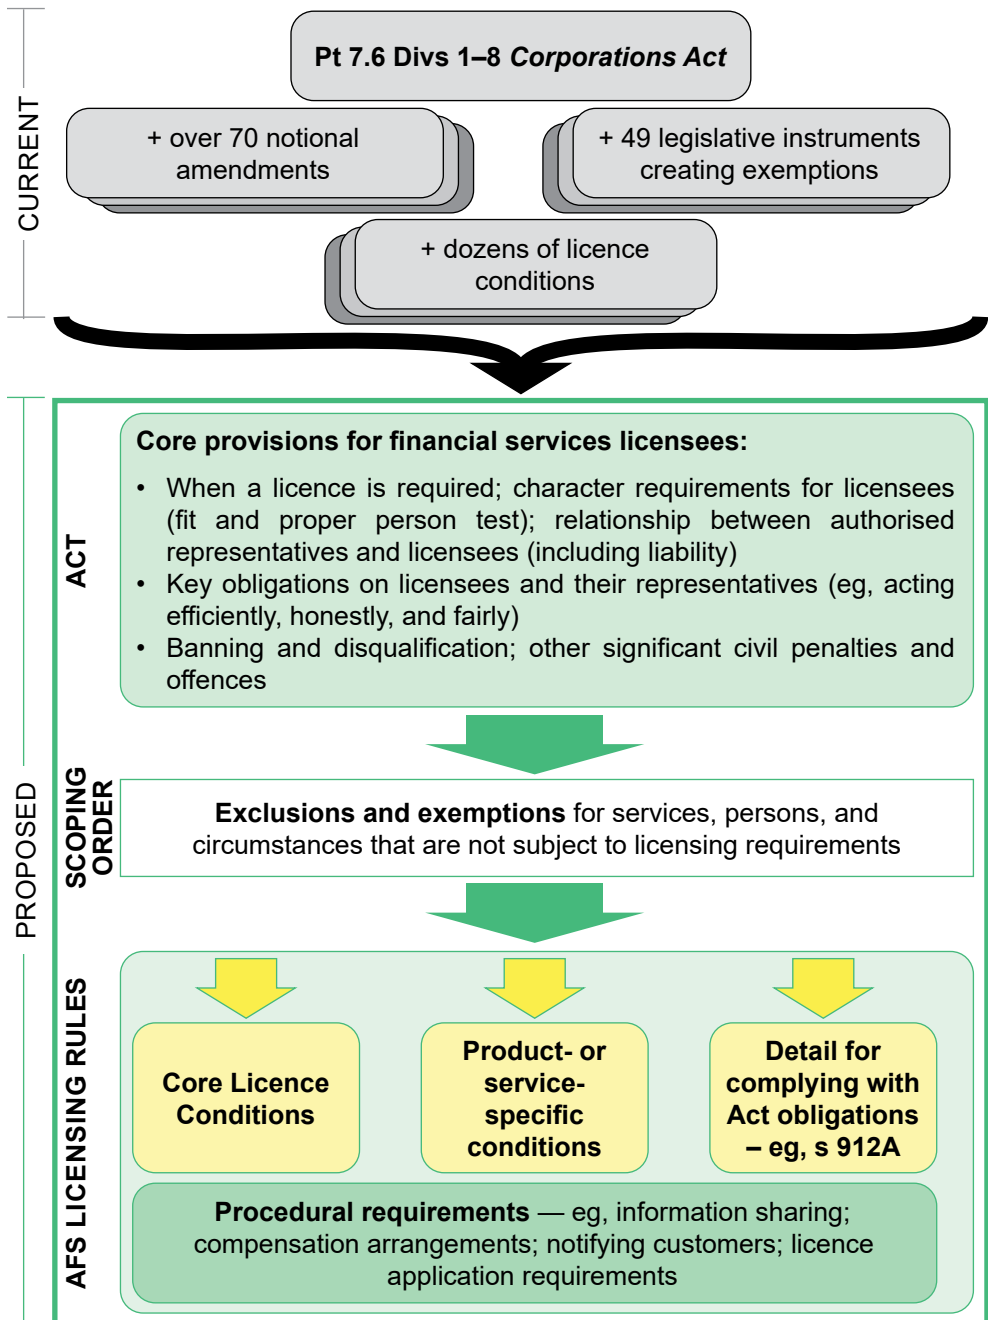 CURRENT
Pt 7.6 Divs 1–8 Corporations Act
+ over 70 notional
amendments
+ 49 legislative instruments
creating exemptions
+ dozens of licence
conditions
PROPOSED
ACT
Core provisions for financial services licensees:
• When a licence is required; character requirements for licensees
(fit and proper person test); relationship between authorised
representatives and licensees (including liability)
• Key obligations on licensees and their representatives (eg, acting
efficiently, honestly, and fairly)
• Banning and disqualification; other significant civil penalties and
offences
SCOPING
ORDER
Exclusions and exemptions for services, persons, and
circumstances that are not subject to licensing requirements
AFS LICENSING RULES
Core Licence
Conditions
Product- or
service-
specific
conditions
Detail for
complying with
Act obligations
– eg, s 912A
Procedural requirements — eg, information sharing;
compensation arrangements; notifying customers; licence
application requirements